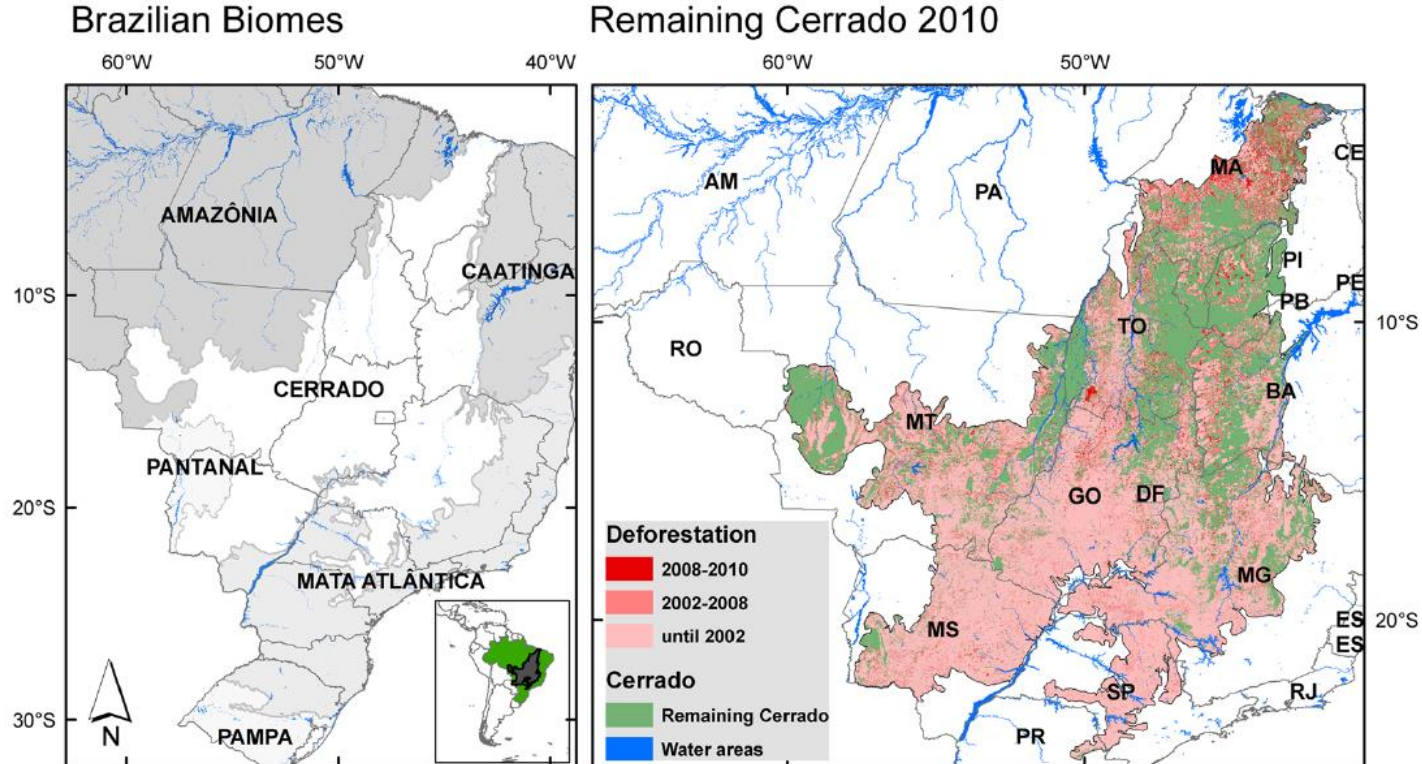 Brazilian Biomes
60°W
50°W
40°W
10°S
20°S
30°S
AMAZÔNIA
CAATINGA
CERRADO
PANTANAL
MATA ATLÂNTICA
PAMPA
N
Remaining Cerrado 2010
60°W
50°W
10°S
20°S
AM
PA
MA
CE
PI
PE
PB
TO
RO
BA
MT
GO
DF
MG
MS
ES
ES
SP
RJ
PR
Deforestation
2008-2010
2002-2008
until 2002
Cerrado
Remaining Cerrado
Water areas